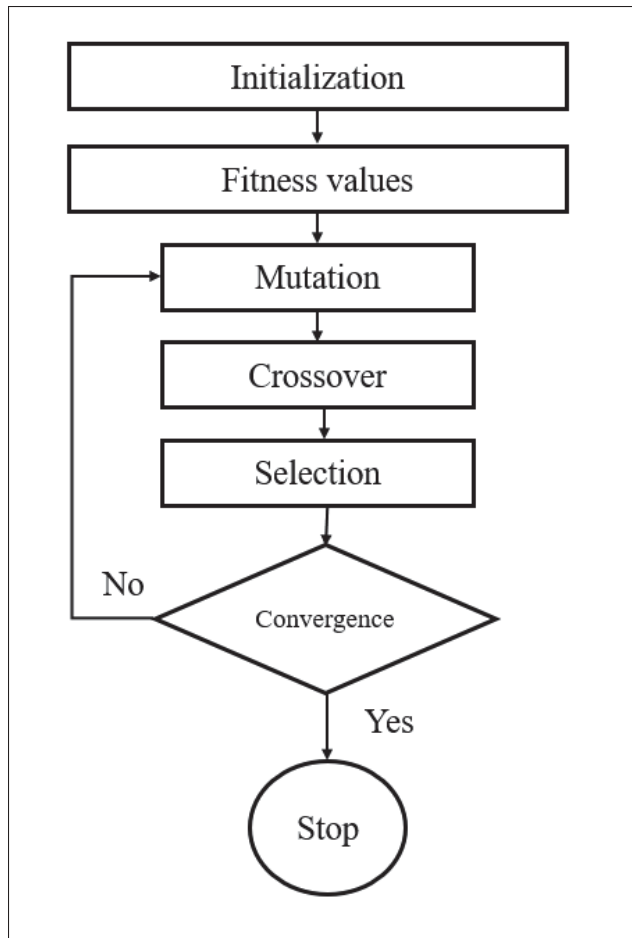 Initialization
Fitness values
Mutation
Crossover
Selection
No
Convergence
Yes
Stop